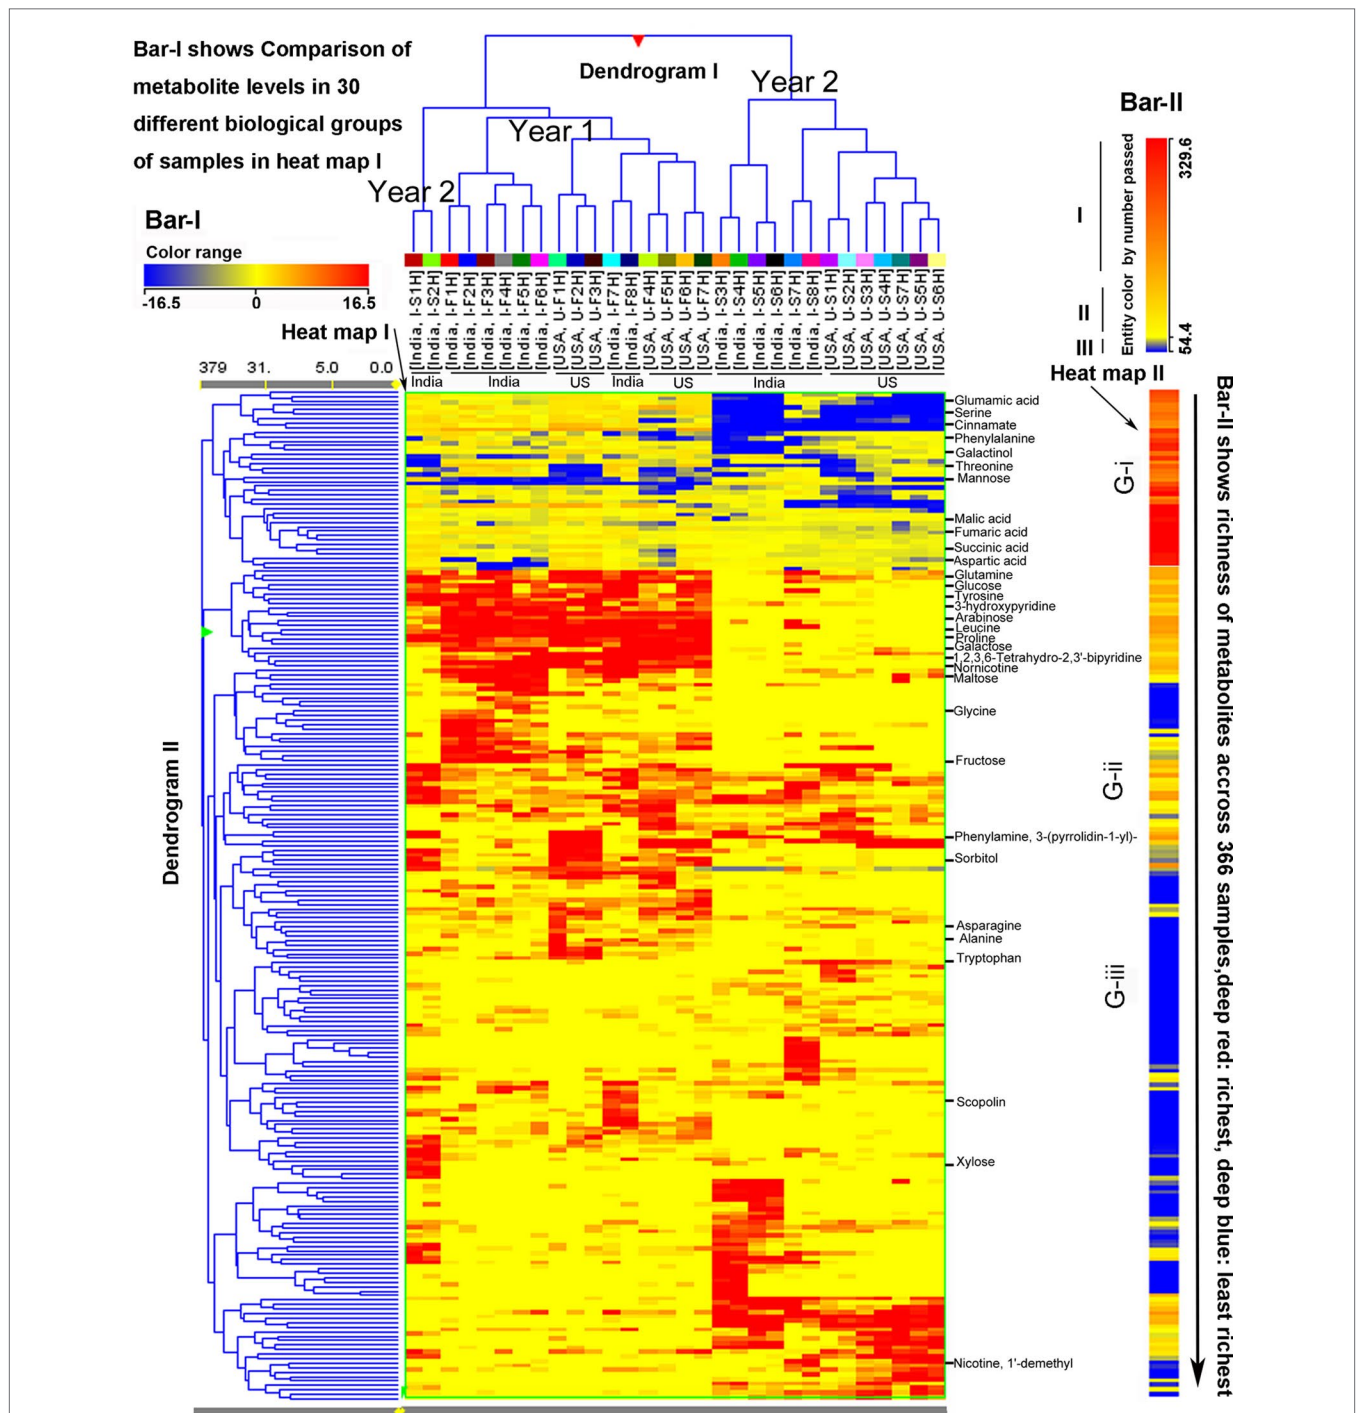 Bar-I shows Comparison of
metabolite levels in 30
different biological groups
of samples in heat map I
Dendrogram I
Year 2
Year 1
Year 2
Bar-I
Color range
-16.5 0 16.5
Heat map I
379 31. 5.0 0.0
[India, I-S1H]
[India, I-S2H]
[India, I-F1H]
[India, I-F2H]
[India, I-F3H]
[India, I-F4H]
[India, I-F5H]
[India, I-F6H]
[USA, U-F1H]
[USA, U-F2H]
[USA, U-F3H]
[India, I-F7H]
[India, I-F8H]
[USA, U-F4H]
[USA, U-F5H]
[USA, U-F6H]
[USA, U-F7H]
[India, I-S3H]
[India, I-S4H]
[India, I-S5H]
[India, I-S6H]
[India, I-S7H]
[India, I-S8H]
[USA, U-S1H]
[USA, U-S2H]
[USA, U-S3H]
[USA, U-S4H]
[USA, U-S7H]
[USA, U-S5H]
[USA, U-S6H]
India India US India US India US
Bar-II
I
II
III
Entity color by number passed
329.6
54.4
Heat map II
Glumamic acid
Serine
Cinnamate
Phenylalanine
Galactinol
Threonine
Mannose
Malic acid
Fumaric acid
Succinic acid
Aspartic acid
Glutamine
Glucose
Tyrosine
3-hydroxypyridine
Arabinose
Leucine
Proline
Galactose
1,2,3,6-Tetrahydro-2,3'-bipyridine
Nornicotine
Maltose
Glycine
Fructose
Phenylamine, 3-(pyrrolidin-1-yl)-
Sorbitol
Asparagine
Alanine
Tryptophan
Scopolin
Xylose
Nicotine, 1'-demethyl
Dendrogram II
G-i
G-ii
G-iii
Bar-II shows richness of metabolites accross 366 samples,deep red: richest, deep blue: least richest